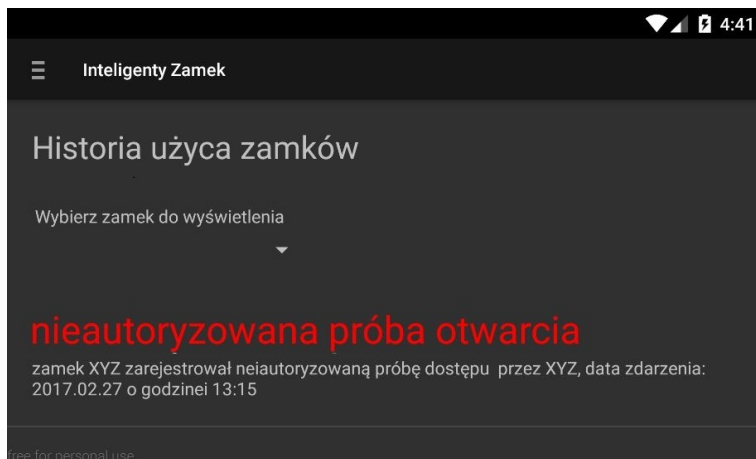 4:41
Inteligenty Zamek
Historia użyca zamków
Wybierz zamek do wyświetlenia
nieautoryzowana próba otwarcia
zamek XYZ zarejestrował neiautoryzowaną próbę dostępu przez XYZ, data zdarzenia:
2017.02.27 o godzinei 13:15
free for personal use